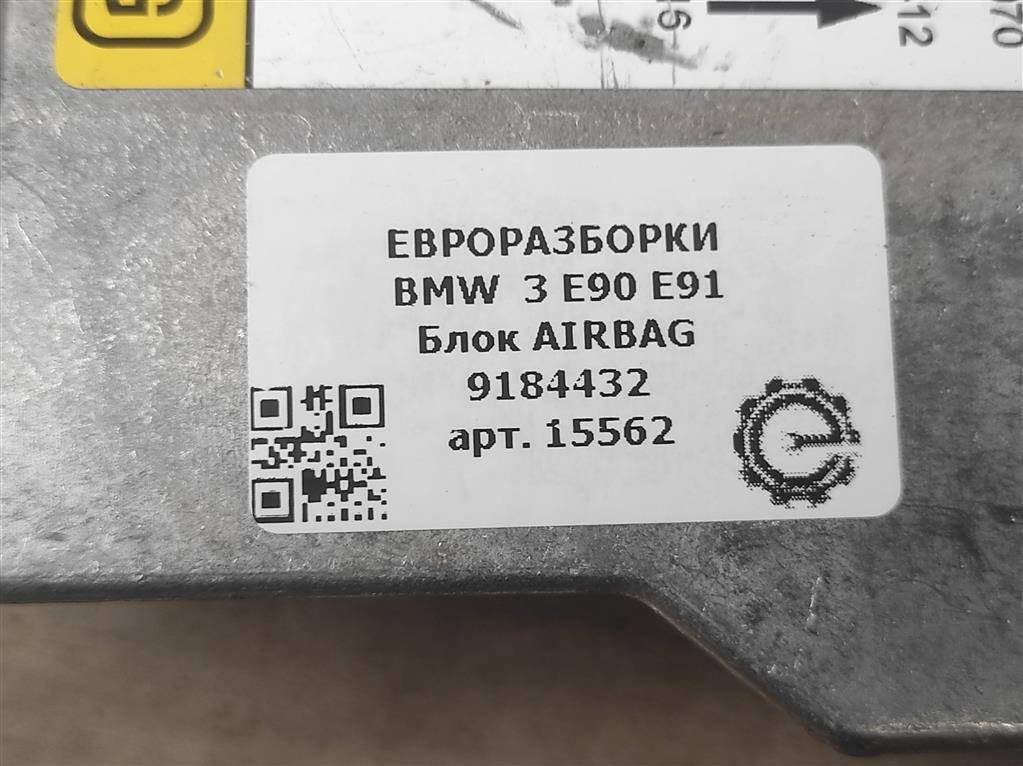 ЕВРОРАЗБОРКИ
BMW 3 E90 E91
Блок AIRBAG
9184432
арт. 15562